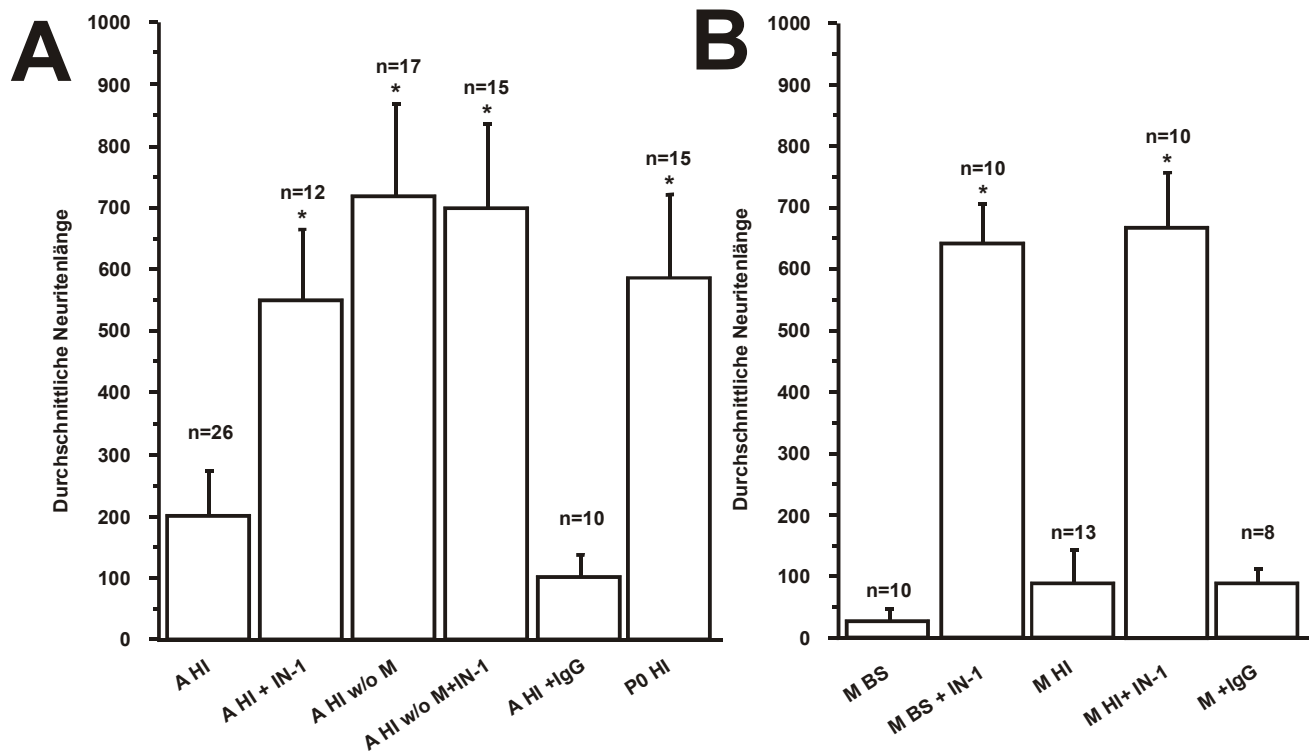 A
Durchschnittliche Neuritenlänge
1000
900
800
700
600
500
400
300
200
100
0
n=26
n=12
*
n=17
*
n=15
*
n=10
n=15
*
A HI
A HI + IN-1
A HI w/o M
A HI w/o M+IN-1
A HI +IgG
P0 HI
B
Durchschnittliche Neuritenlänge
1000
900
800
700
600
500
400
300
200
100
0
n=10
n=10
*
n=13
n=10
*
n=8
M BS
M BS + IN-1
M HI
M HI+ IN-1
M +IgG